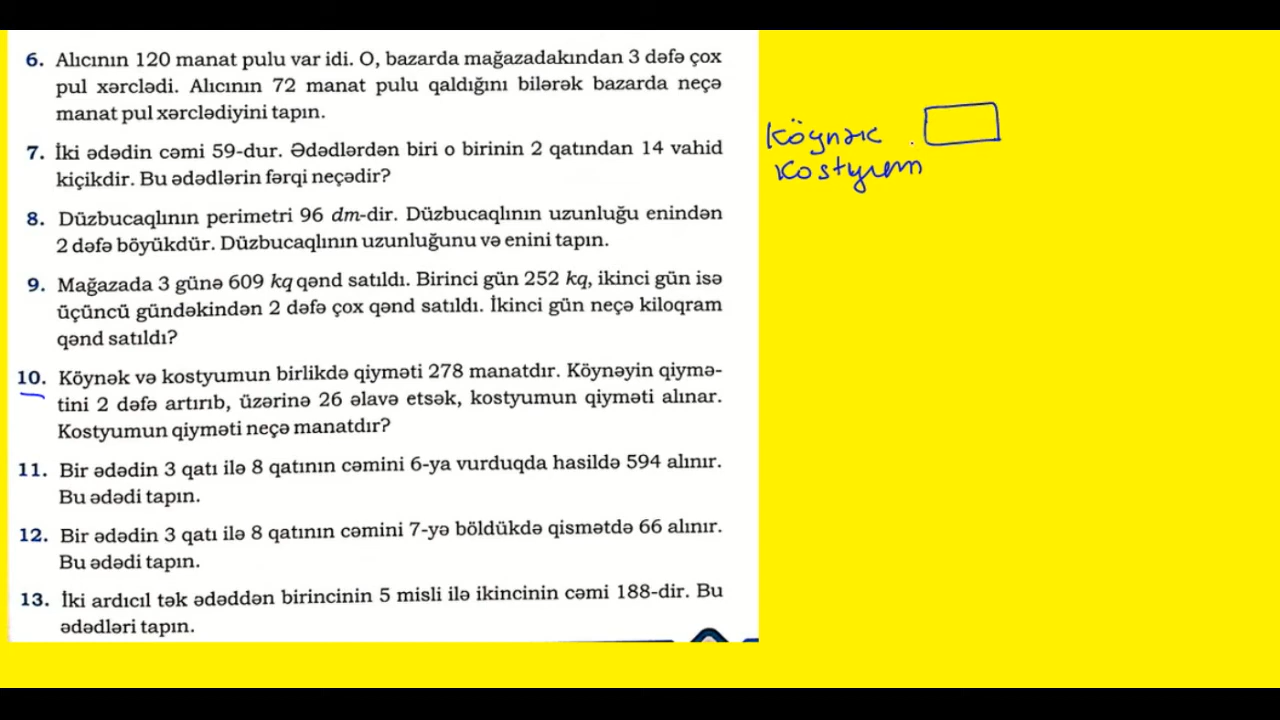 6. Alıcının 120 manat pulu var idi. O, bazarda mağazadakından 3 dəfə çox
pul xərclədi. Alıcının 72 manat pulu qaldığını bilərək bazarda neçə
manat pul xərclədiyini tapın.
7. İki ədədin cəmi 59-dur. Ədədlərdən biri o birinin 2 qatından 14 vahid
kiçikdir. Bu ədədlərin fərqi neçədir?
8. Düzbucaqlının perimetri 96 dm-dir. Düzbucaqlının uzunluğu enindən
2 dəfə böyükdür. Düzbucaqlının uzunluğunu və enini tapın.
9. Mağazada 3 günə 609 kq qənd satıldı. Birinci gün 252 kq, ikinci gün isə
üçüncü gündəkindən 2 dəfə çox qənd satıldı. İkinci gün neçə kiloqram
qənd satıldı?
10. Köynək və kostyumun birlikdə qiyməti 278 manatdır. Köynəyin qiymə-
tini 2 dəfə artırıb, üzərinə 26 əlavə etsək, kostyumun qiyməti alınar.
Kostyumun qiyməti neçə manatdır?
11. Bir ədədin 3 qatı ilə 8 qatının cəmini 6-ya vurduqda hasildə 594 alınır.
Bu ədədi tapın.
12. Bir ədədin 3 qatı ilə 8 qatının cəmini 7-yə böldükdə qismətdə 66 alınır.
Bu ədədi tapın.
13. İki ardıcıl tək ədəddən birincinin 5 misli ilə ikincinin cəmi 188-dir. Bu
ədədləri tapın.
Köynək
Kostyum